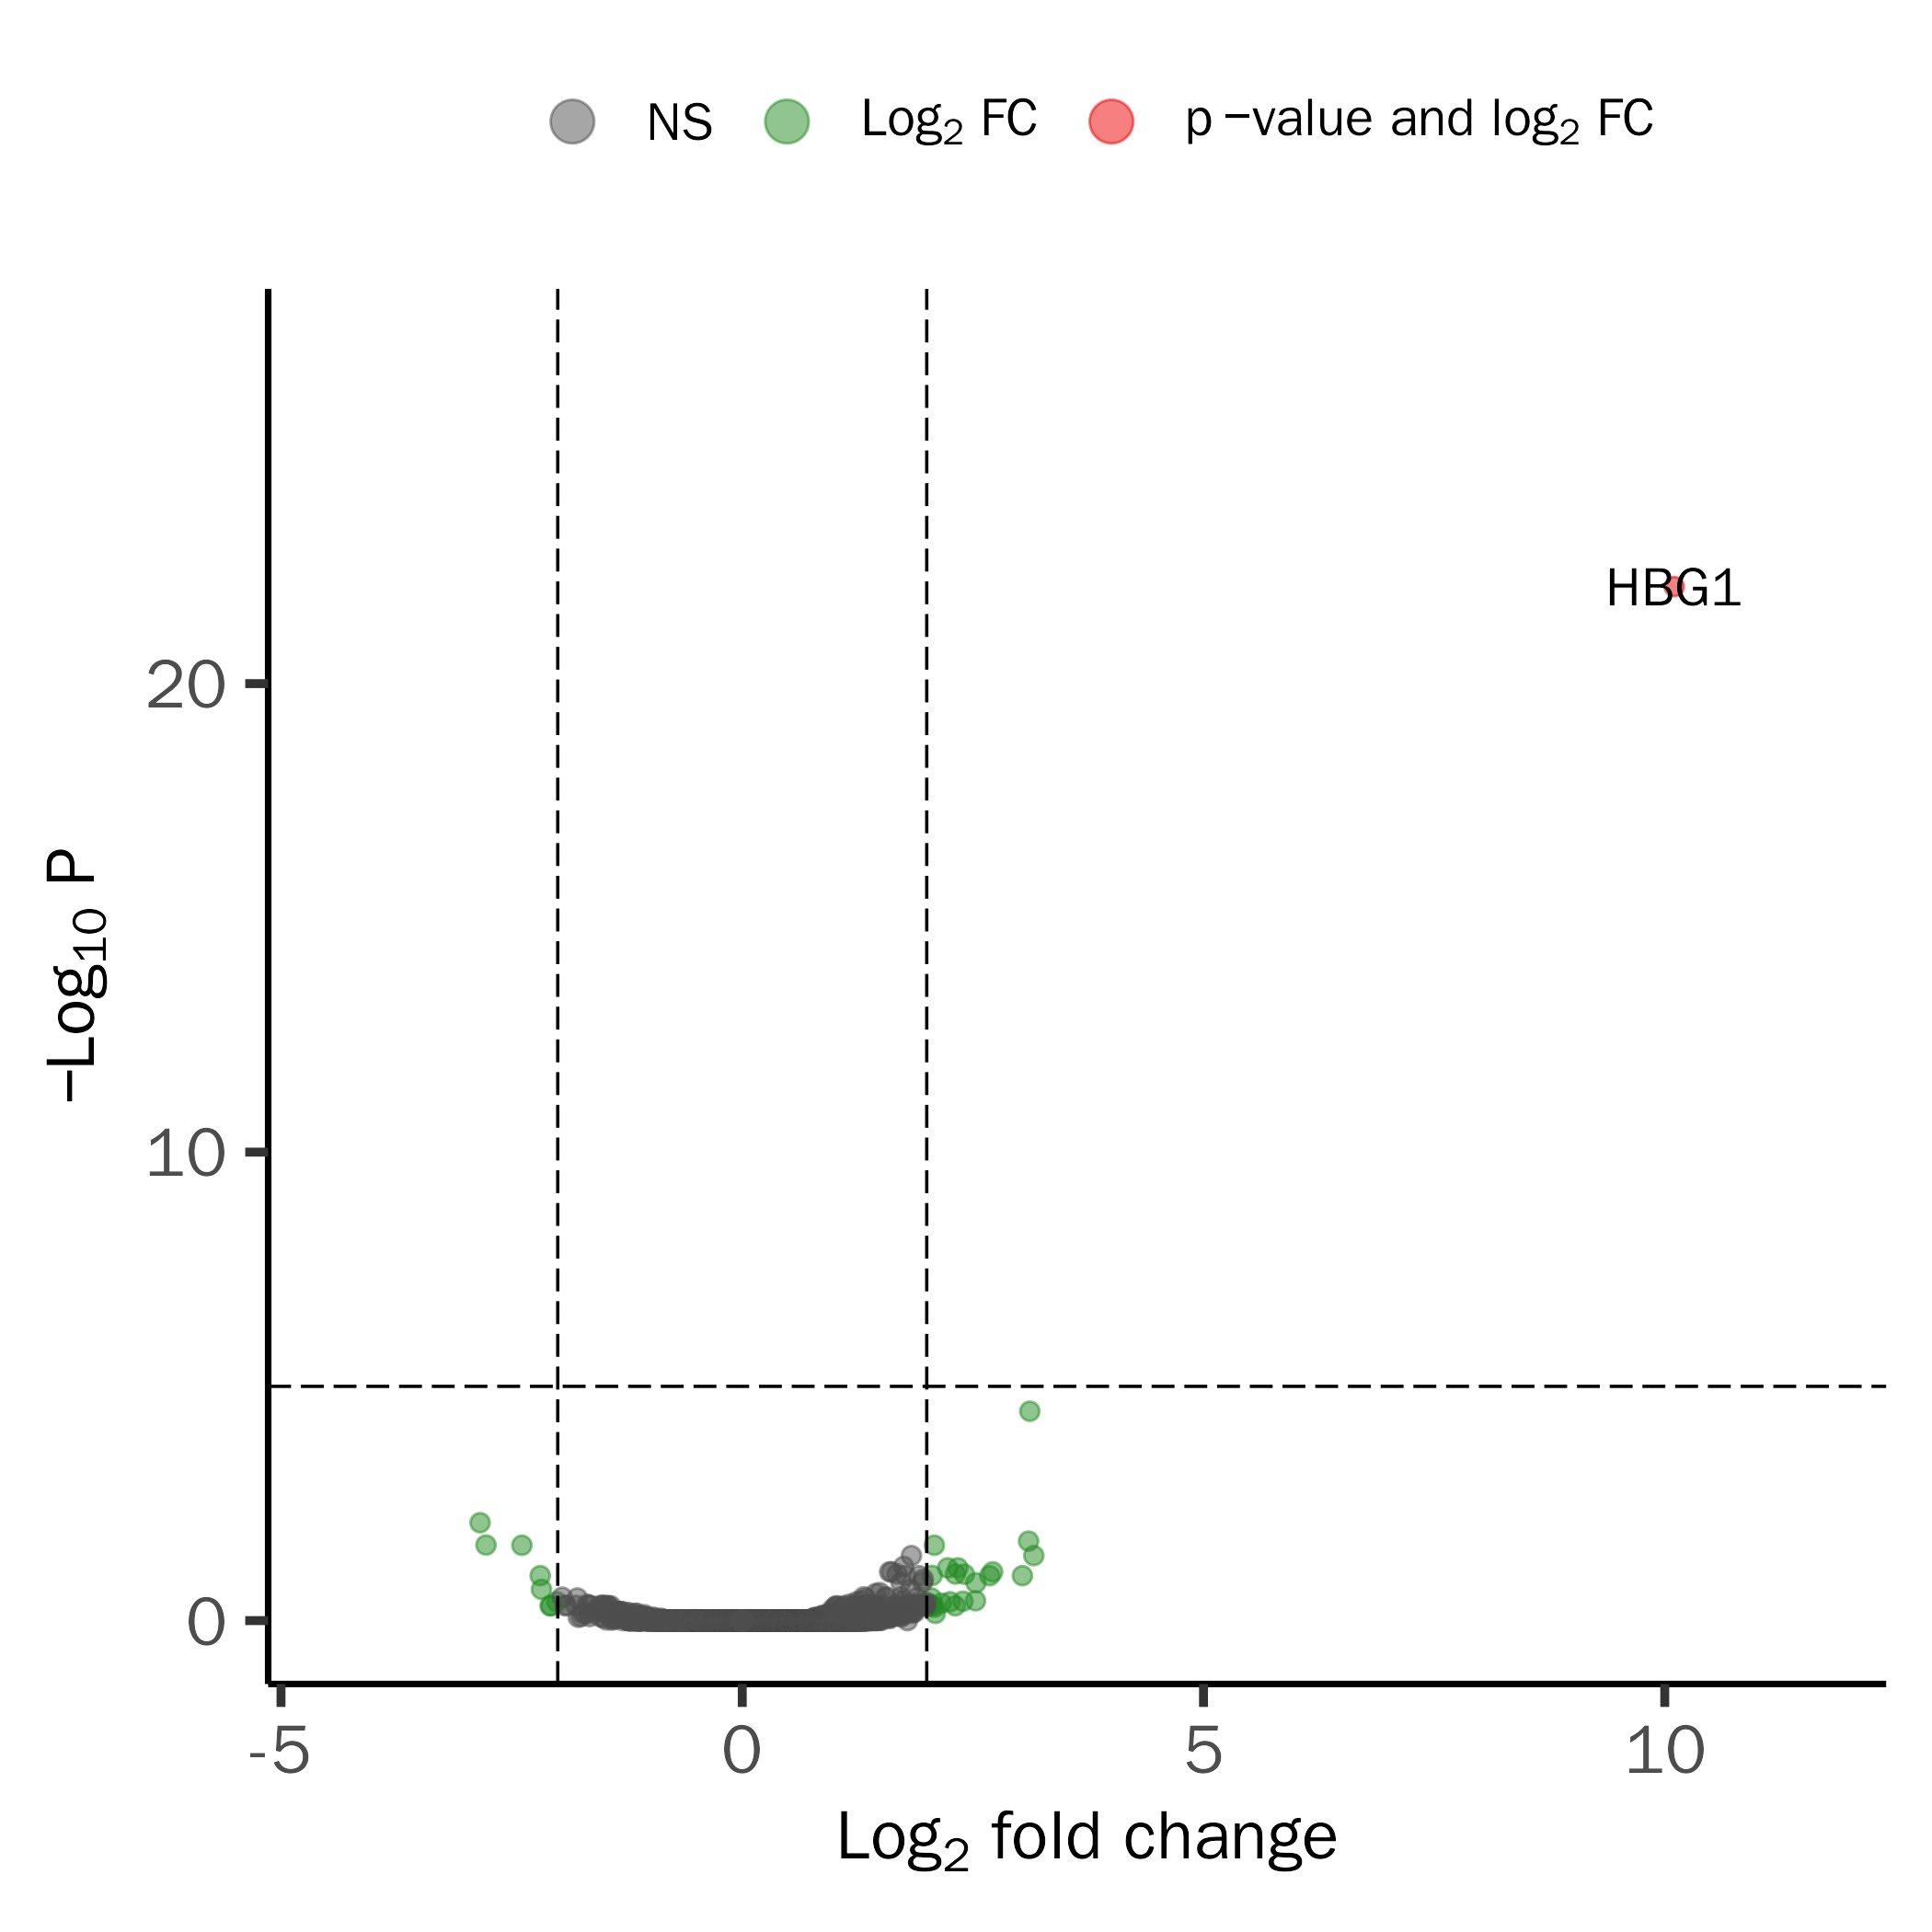 NS Log₂ FC p −value and log₂ FC
HBG1
20
10
0
−Log₁₀ P
-5 0 5 10
Log₂ fold change